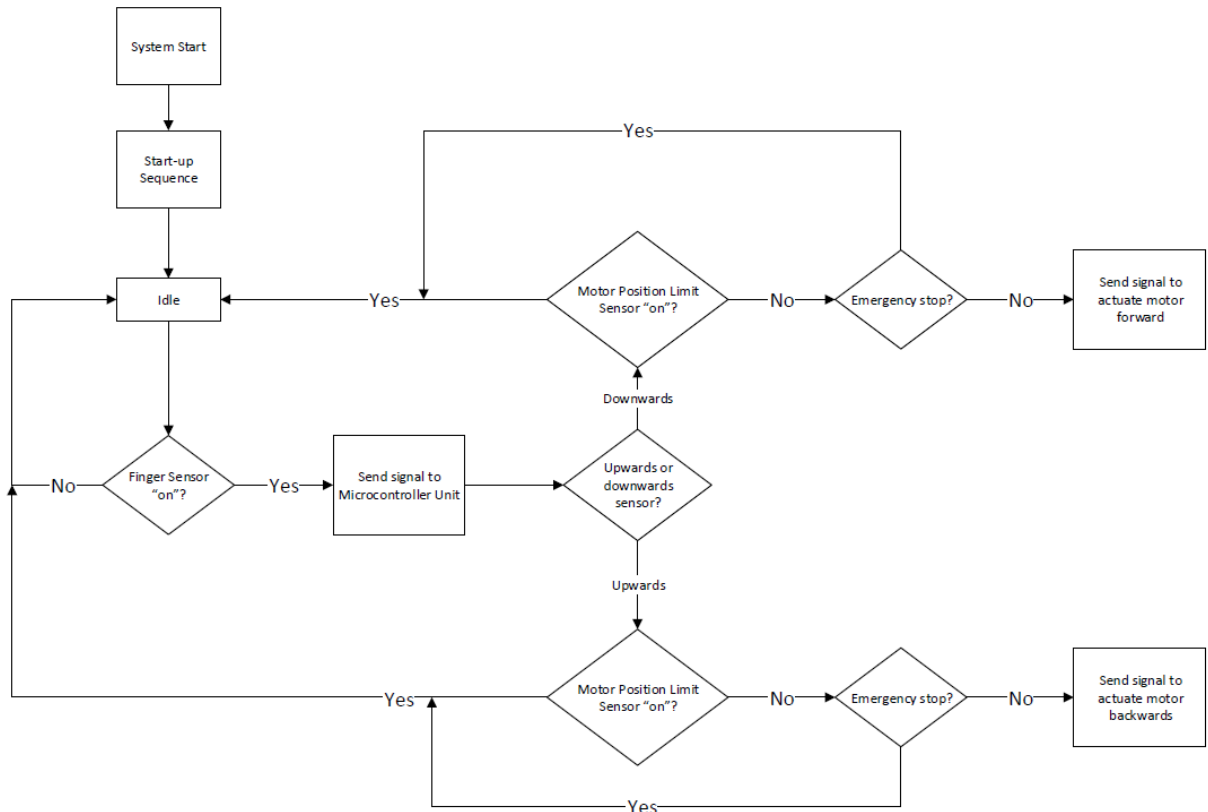 System Start
Start-up
Sequence
Yes
Idle
Yes
Motor Position Limit
Sensor “on”?
No
Emergency stop?
No
Send signal to
actuate motor
forward
Downwards
Finger Sensor
“on”?
No
Yes
Send signal to
Microcontroller Unit
Upwards or
downwards
sensor?
Upwards
Yes
Motor Position Limit
Sensor “on”?
No
Emergency stop?
No
Send signal to
actuate motor
backwards
Yes